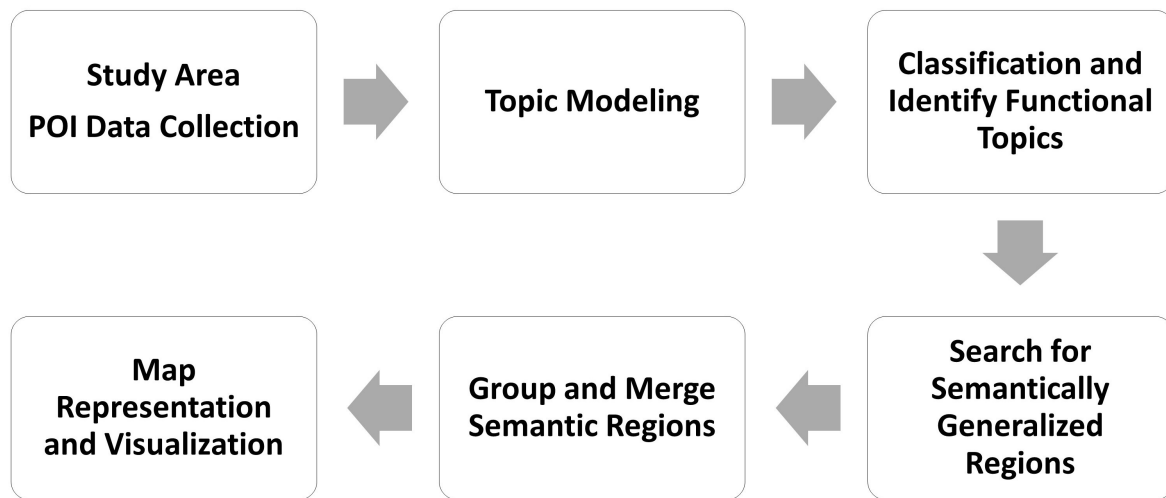 Study Area
POI Data Collection
Topic Modeling
Classification and
Identify Functional
Topics
Search for
Semantically
Generalized
Regions
Group and Merge
Semantic Regions
Map
Representation
and Visualization